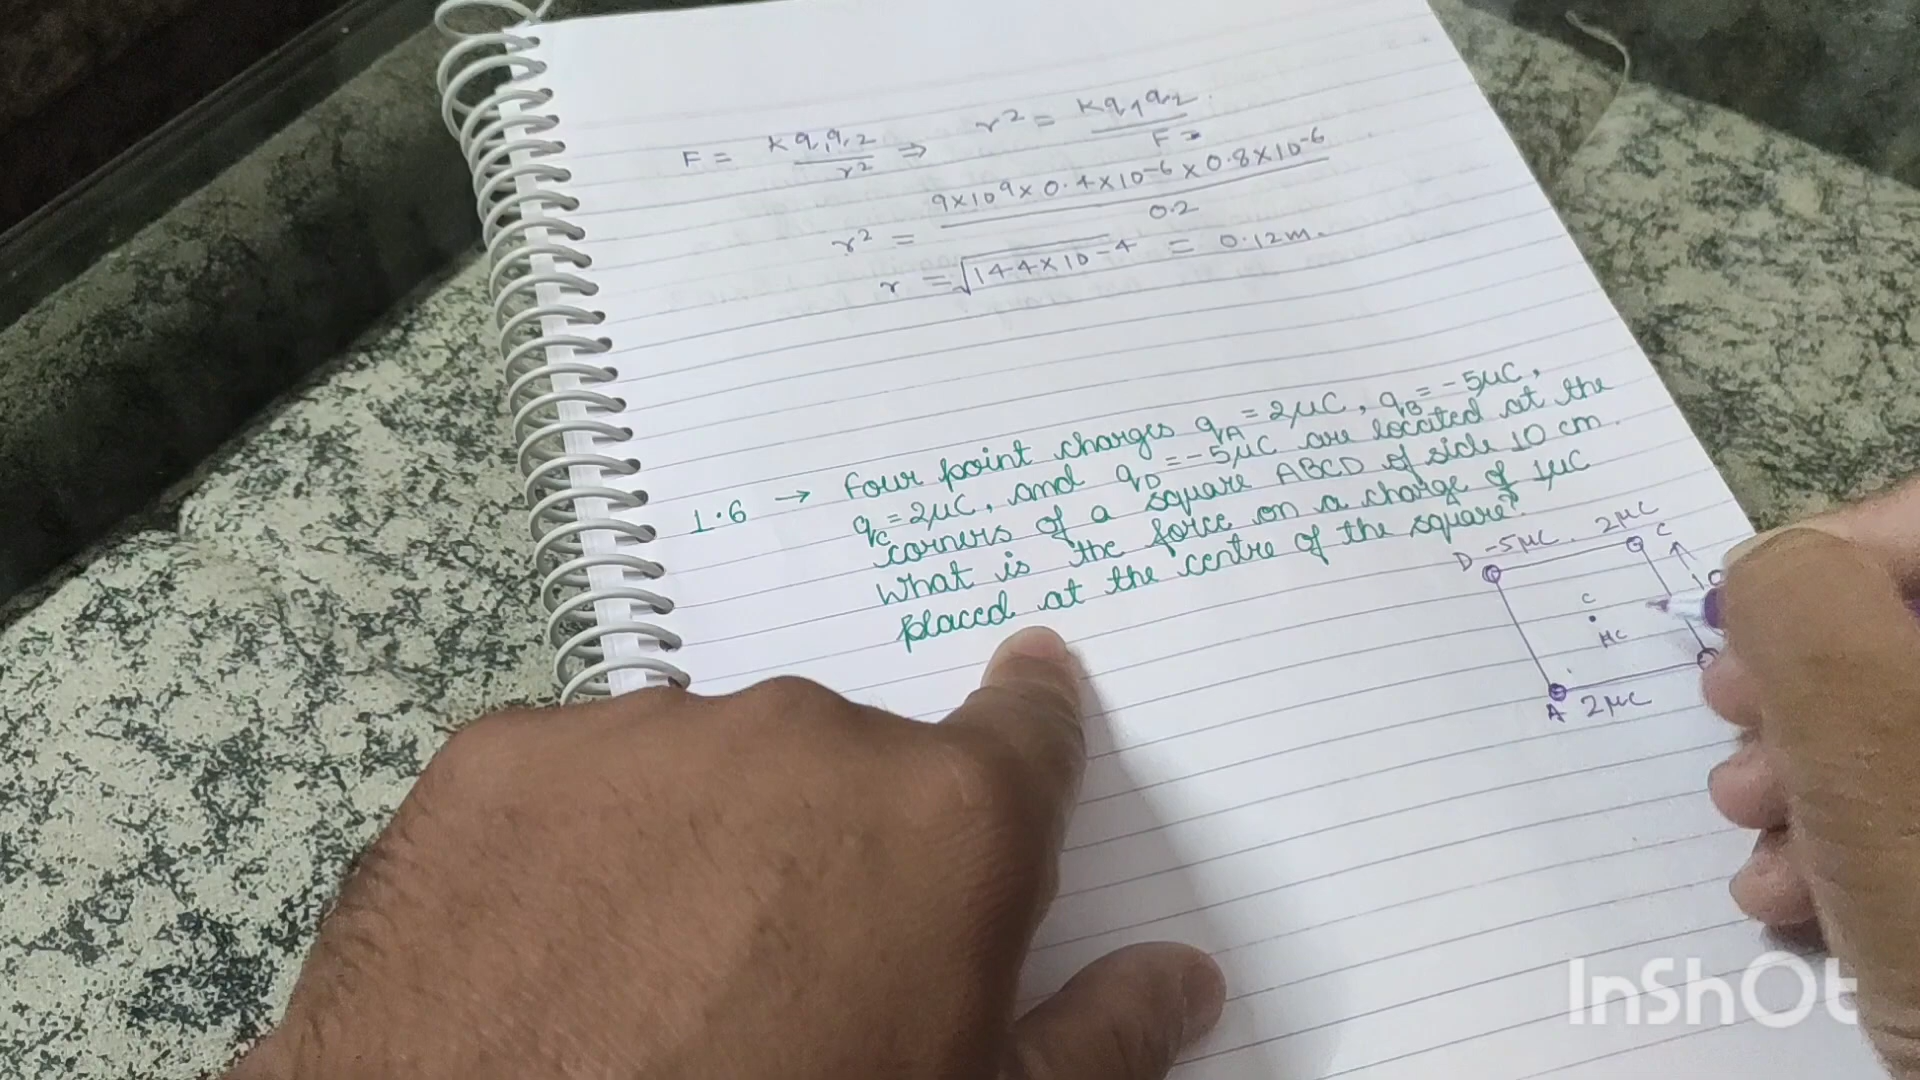 F = Kq1q2/r2 ⇒ r2 = Kq1q2/F
r2 = 9×10^9×0.4×10^-6×0.8×10^-6/0.2
r = √144×10^-4 = 0.12m.
1.6 → Four point charges qA = 2μC, qB = -5μC,
qC = 2μC, and qD = -5μC are located at the
corners of a square ABCD of side 10 cm.
What is the force on a charge of 1μC
placed at the centre of the square?
D -5μC. 2μC C
C
μC
A 2μC
InShOt